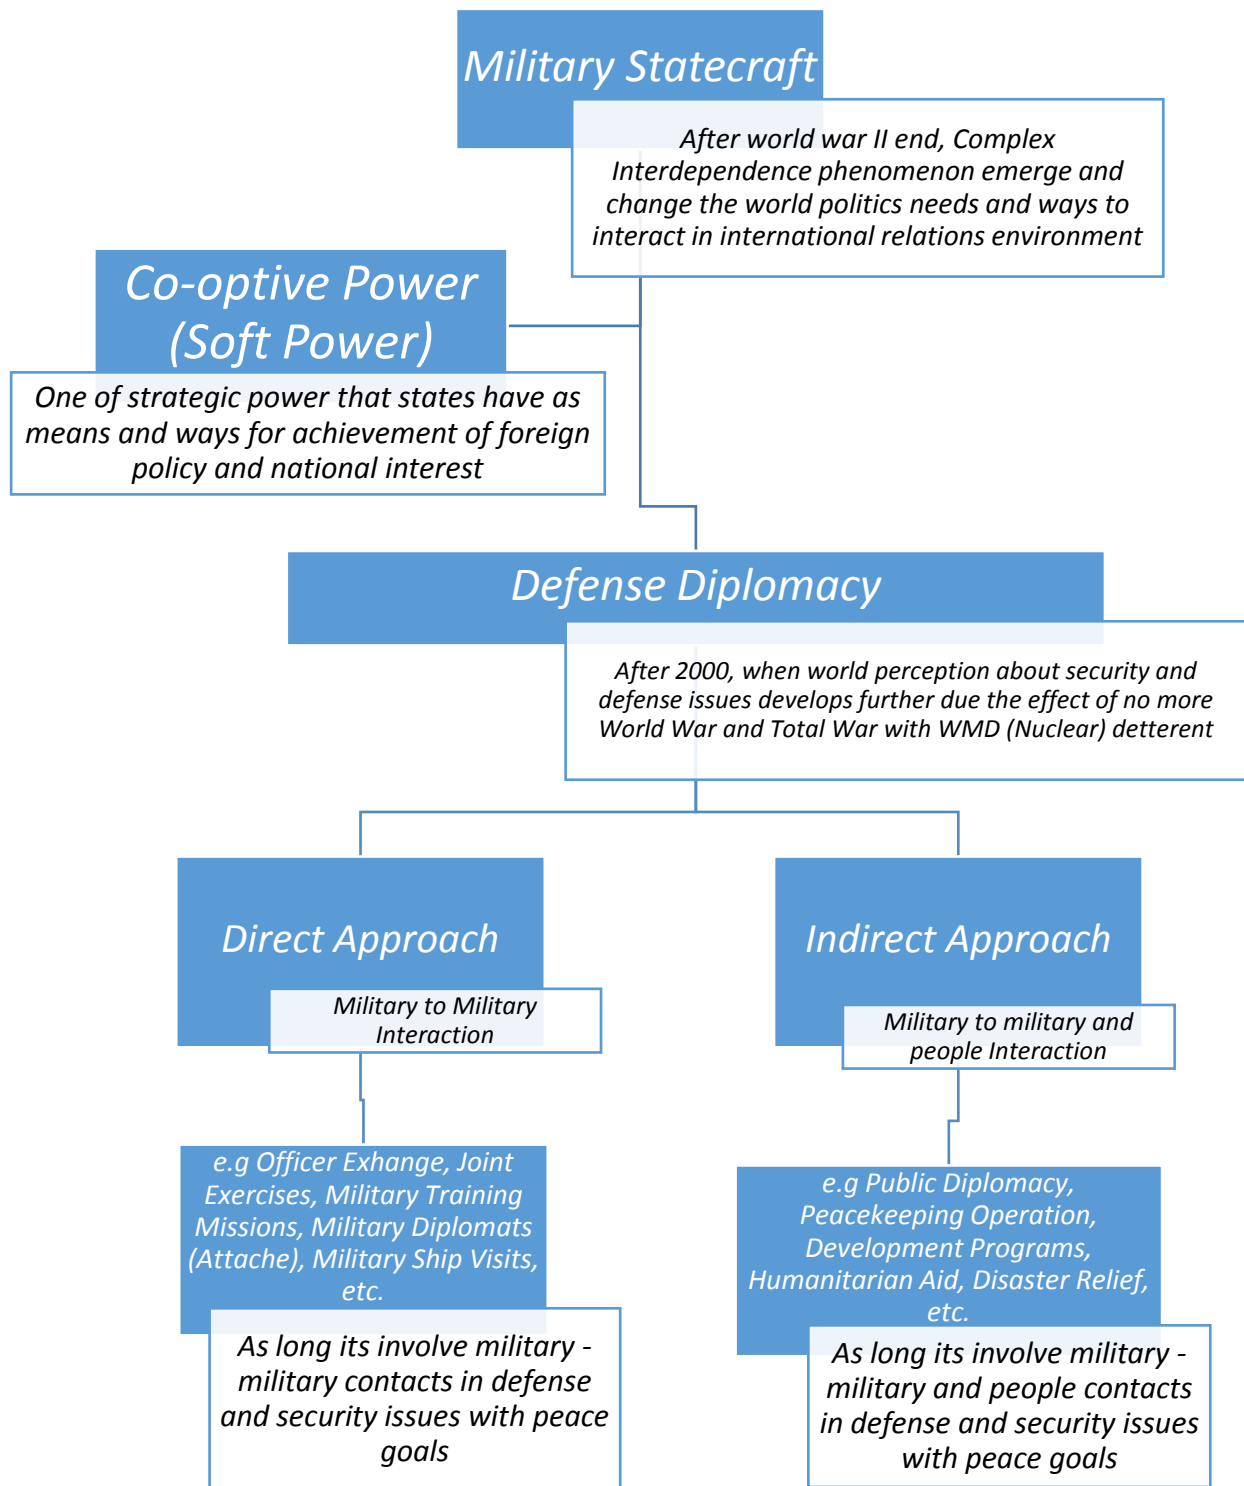 Military Statecraft
After world war II end, Complex
Interdependence phenomenon emerge and
change the world politics needs and ways to
interact in international relations environment
Co-optive Power
(Soft Power)
One of strategic power that states have as
means and ways for achievement of foreign
policy and national interest
Defense Diplomacy
After 2000, when world perception about security and
defense issues develops further due the effect of no more
World War and Total War with WMD (Nuclear) detterent
Direct Approach
Military to Military
Interaction
e.g Officer Exhange, Joint
Exercises, Military Training
Missions, Military Diplomats
(Attache), Military Ship Visits,
etc.
As long its involve military -
military contacts in defense
and security issues with peace
goals
Indirect Approach
Military to military and
people Interaction
e.g Public Diplomacy,
Peacekeeping Operation,
Development Programs,
Humanitarian Aid, Disaster Relief,
etc.
As long its involve military -
military and people contacts
in defense and security issues
with peace goals